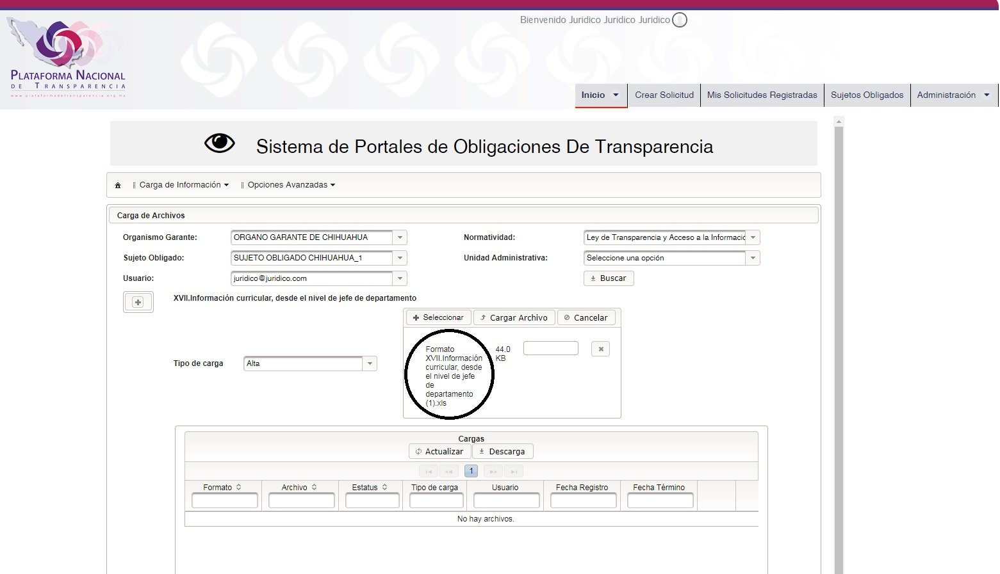 Bienvenido Juridico Juridico Juridico
PLATAFORMA NACIONAL
DE TRANSPARENCIA
www.plataformadetransparencia.org.mx
Inicio Crear Solicitud Mis Solicitudes Registradas Sujetos Obligados Administración
Sistema de Portales de Obligaciones De Transparencia
Carga de Información Opciones Avanzadas
Carga de Archivos
Organismo Garante: ORGANO GARANTE DE CHIHUAHUA Normatividad: Ley de Transparencia y Acceso a la Informació
Sujeto Obligado: SUJETO OBLIGADO CHIHUAHUA_1 Unidad Administrativa: Seleccione una opción
Usuario: juridico@juridico.com Buscar
XVII.Información curricular, desde el nivel de jefe de departamento
Seleccionar Cargar Archivo Cancelar
Tipo de carga Alta
Formato
XVII.Información
curricular, desde
el nivel de jefe
de
departamento
(1).xls
44.0
KB
Cargas
Actualizar Descarga
1
Formato Archivo Estatus Tipo de carga Usuario Fecha Registro Fecha Término
No hay archivos.